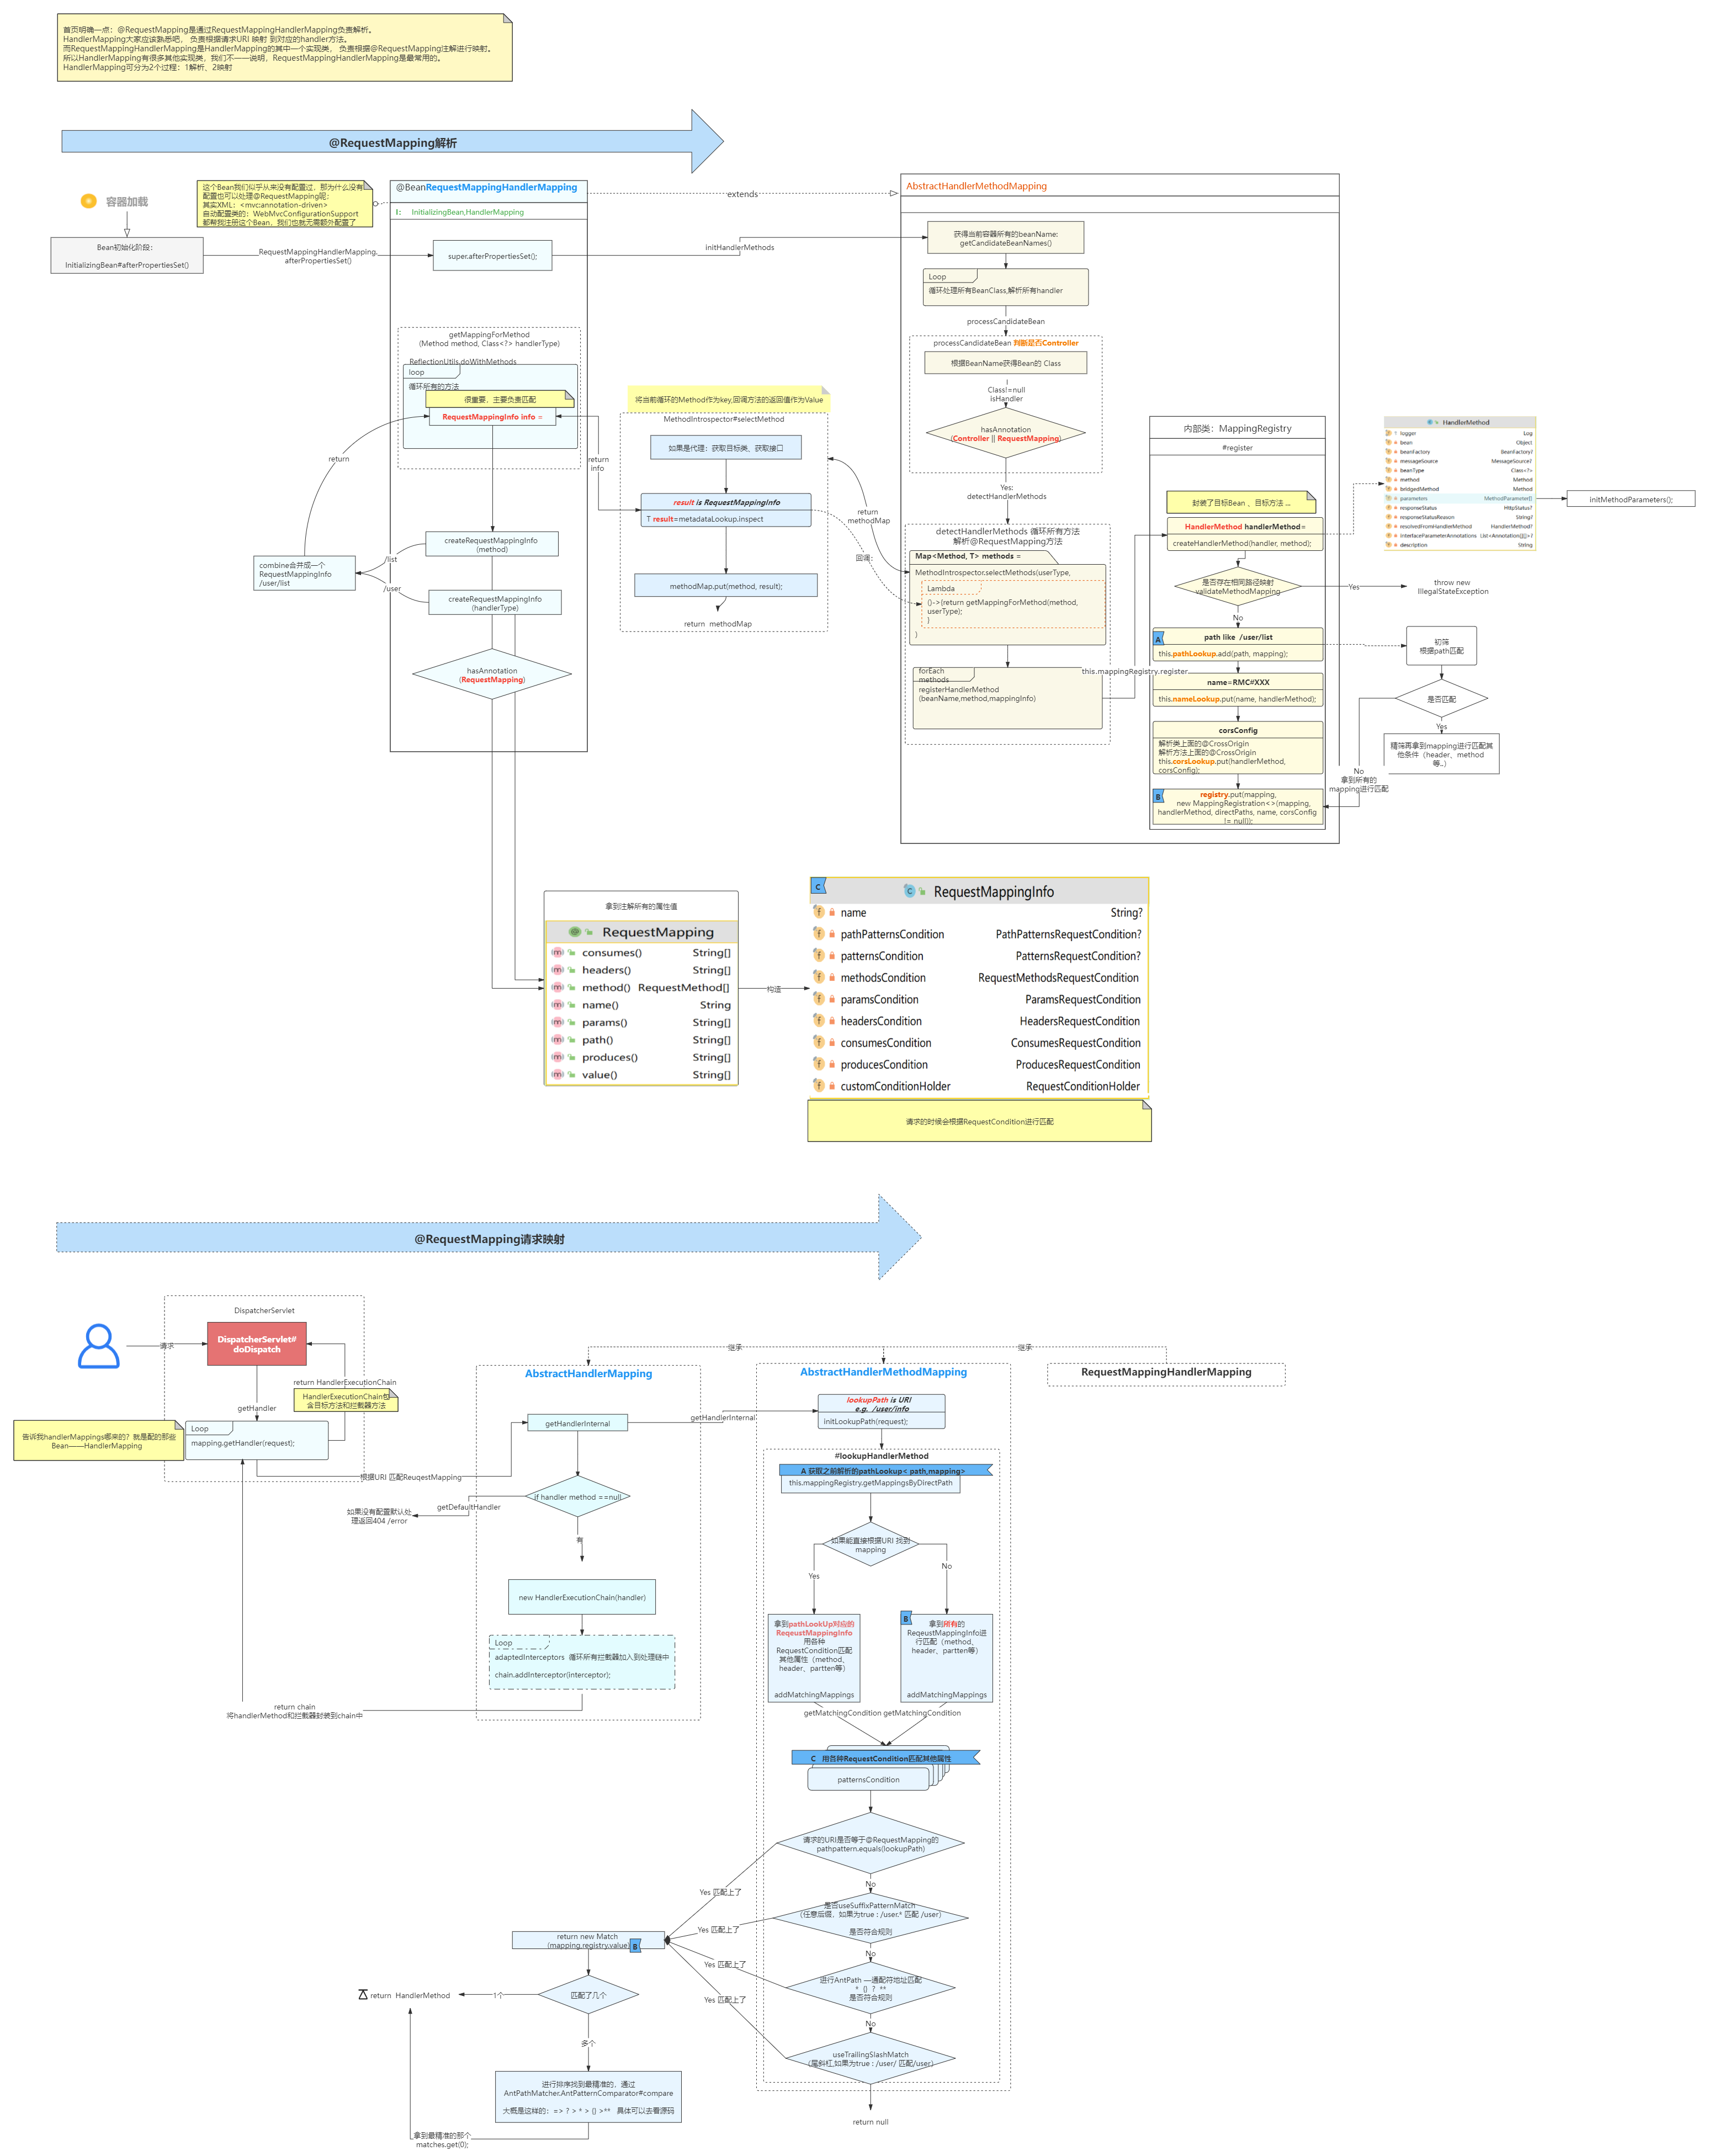 首页明确一点：@RequestMapping是通过RequestMappingHandlerMapping负责解析。
HandlerMapping大家应该熟悉吧， 负责根据请求URI 映射 到对应的handler方法。
而RequestMappingHandlerMapping是HandlerMapping的其中一个实现类， 负责根据@RequestMapping注解进行映射。
所以HandlerMapping有很多其他实现类，我们不一一说明，RequestMappingHandlerMapping是最常用的。
HandlerMapping可分为2个过程：1解析、2映射
@RequestMapping解析
容器加载
Bean初始化阶段：
InitializingBean#afterPropertiesSet()
RequestMappingHandlerMapping.
afterPropertiesSet()
这个Bean我们似乎从来没有配置过，那为什么没有
配置也可以处理@RequestMapping呢;
其实XML：<mvc:annotation-driven>
自动配置类的：WebMvcConfigurationSupport
都帮我注册这个Bean，我们也就无需额外配置了
@BeanRequestMappingHandlerMapping
I: InitializingBean,HandlerMapping
super.afterPropertiesSet();
extends
initHandlerMethods
getMappingForMethod
(Method method, Class<?> handlerType)
ReflectionUtils.doWithMethods
loop
循环所有的方法
很重要，主要负责匹配
RequestMappingInfo info =
return
return
info
createRequestMappingInfo
(method)
/list
combine合并成一个
RequestMappingInfo
/user/list
/user
createRequestMappingInfo
(handlerType)
hasAnnotation
(RequestMapping)
将当前循环的Method作为key,回调方法的返回值作为Value
MethodIntrospector#selectMethod
如果是代理：获取目标类，获取接口
result is RequestMappingInfo
T result=metadataLookup.inspect
methodMap.put(method, result);
return methodMap
return
methodMap
回调：
AbstractHandlerMethodMapping
获得当前容器所有的beanName:
getCandidateBeanNames()
Loop
循环处理所有BeanClass,解析所有handler
processCandidateBean
processCandidateBean 判断是否Controller
根据BeanName获得Bean的 Class
Class!=null
isHandler
hasAnnotation
(Controller || RequestMapping)
Yes:
detectHandlerMethods
detectHandlerMethods 循环所有方法
解析@RequestMapping方法
Map<Method, T> methods =
MethodIntrospector.selectMethods(userType,
Lambda
()->{return getMappingForMethod(method,
userType);
}
)
forEach
methods
registerHandlerMethod
(beanName,method,mappingInfo)
this.mappingRegistry.register
内部类：MappingRegistry
#register
封装了目标Bean 、目标方法 ...
HandlerMethod handlerMethod=
createHandlerMethod(handler, method);
是否存在相同路径映射
validateMethodMapping
Yes
throw new
IllegalStateException
No
A
path like /user/list
this.pathLookup.add(path, mapping);
name=RMC#XXX
this.nameLookup.put(name, handlerMethod);
corsConfig
解析类上面的@CrossOrigin
解析方法上面的@CrossOrigin
this.corsLookup.put(handlerMethod,
corsConfig);
B
registry.put(mapping,
new MappingRegistration<>(mapping,
handlerMethod, directPaths, name, corsConfig
!= null));
初筛
根据path匹配
是否匹配
Yes
精筛再拿到mapping进行匹配其
他条件（header、method
等..）
No
拿到所有的
mapping进行匹配
HandlerMethod
logger Log
bean Object
beanFactory BeanFactory?
messageSource MessageSource?
beanType Class<?>
method Method
bridgedMethod Method
parameters MethodParameter[]
responseStatus HttpStatus?
responseStatusReason String?
resolvedFromHandlerMethod HandlerMethod?
interfaceParameterAnnotations List<Annotation[][]>?
description String
initMethodParameters();
拿到注解所有的属性值
RequestMapping
consumes() String[]
headers() String[]
method() RequestMethod[]
name() String
params() String[]
path() String[]
produces() String[]
value() String[]
构造
C
RequestMappingInfo
name String?
pathPatternsCondition PathPatternsRequestCondition?
patternsCondition PatternsRequestCondition?
methodsCondition RequestMethodsRequestCondition
paramsCondition ParamsRequestCondition
headersCondition HeadersRequestCondition
consumesCondition ConsumesRequestCondition
producesCondition ProducesRequestCondition
customConditionHolder RequestConditionHolder
请求的时候会根据RequestCondition进行匹配
@RequestMapping请求映射
请求
DispatcherServlet
DispatcherServlet#
doDispatch
return HandlerExecutionChain
HandlerExecutionChain包
含目标方法和拦截器方法
getHandler
告诉我handlerMappings哪来的？就是配的那些
Bean——HandlerMapping
Loop
mapping.getHandler(request);
根据URI 匹配ReuqestMapping
继承
继承
AbstractHandlerMapping
getHandlerInternal
getHandlerInternal
if handler method ==null
getDefaultHandler
如果没有配置默认处
理返回404 /error
有
new HandlerExecutionChain(handler)
Loop
adaptedInterceptors 循环所有拦截器加入到处理链中
chain.addInterceptor(interceptor);
return chain
将handlerMethod和拦截器封装到chain中
AbstractHandlerMethodMapping
RequestMappingHandlerMapping
lookupPath is URI
e.g. /user/info
initLookupPath(request);
#lookupHandlerMethod
A 获取之前解析的pathLookup< path,mapping>
this.mappingRegistry.getMappingsByDirectPath
如果能直接根据URI 找到
mapping
Yes
No
拿到pathLookUp对应的
ReqeustMappingInfo
用各种
RequestCondition匹配
其他属性（method、
header、partten等）
addMatchingMappings
B
拿到所有的
ReqeustMappingInfo进
行匹配（method、
header、partten等）
addMatchingMappings
getMatchingCondition
getMatchingCondition
C 用各种RequestCondition匹配其他属性
patternsCondition
请求的URI是否等于@RequestMapping的
pathpattern.equals(lookupPath)
Yes 匹配上了
No
是否useSuffixPatternMatch
（任意后缀，如果为true : /user.* 匹配 /user）
是否符合规则
Yes 匹配上了
No
进行AntPath —通配符地址匹配
* {} ? **
是否符合规则
Yes 匹配上了
No
useTrailingSlashMatch
（尾斜杠,如果为true : /user/ 匹配/user）
Yes 匹配上了
return null
return new Match
(mapping.registry.value)
B
匹配了几个
1个
return HandlerMethod
多个
进行排序找到最精准的、通过
AntPathMatcher.AntPatternComparator#compare
大概是这样的：=> ? > * > {} >** 具体可以去看源码
拿到最精准的那个
matches.get(0);